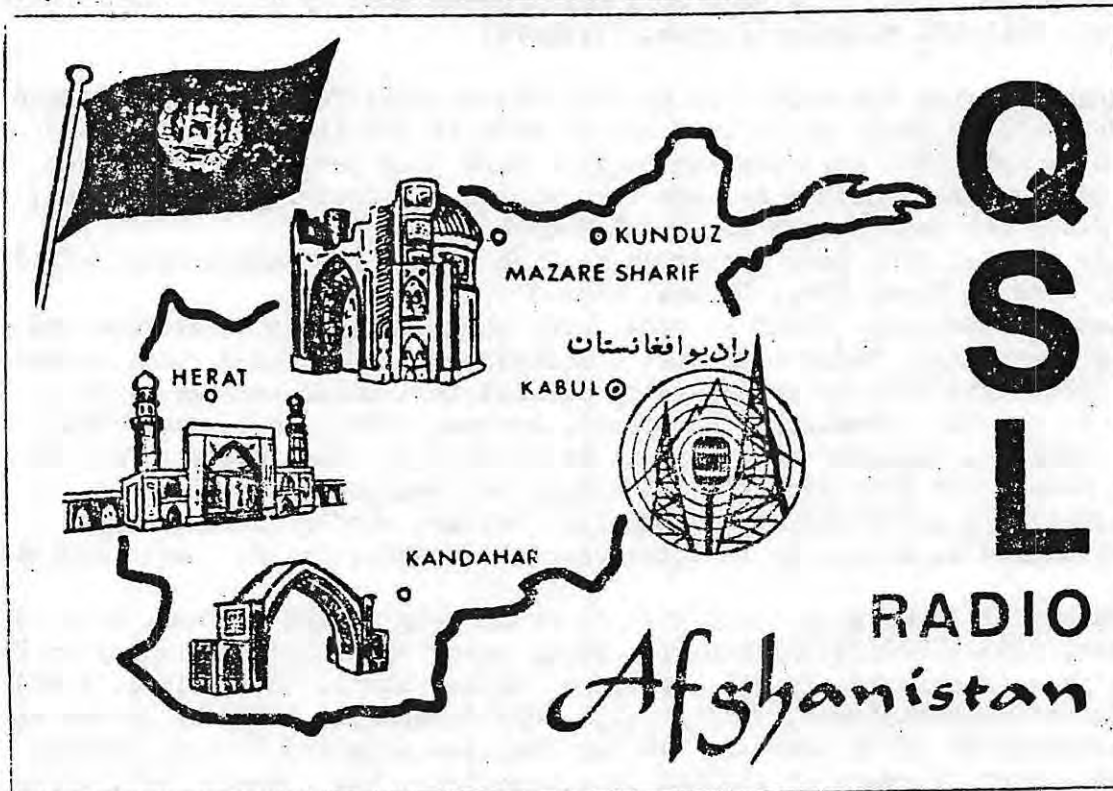 Q
S
L
KUNDUZ
MAZARE SHARIF
رادیو افغانستان
KABUL
HERAT
KANDAHAR
RADIO
Afghanistan